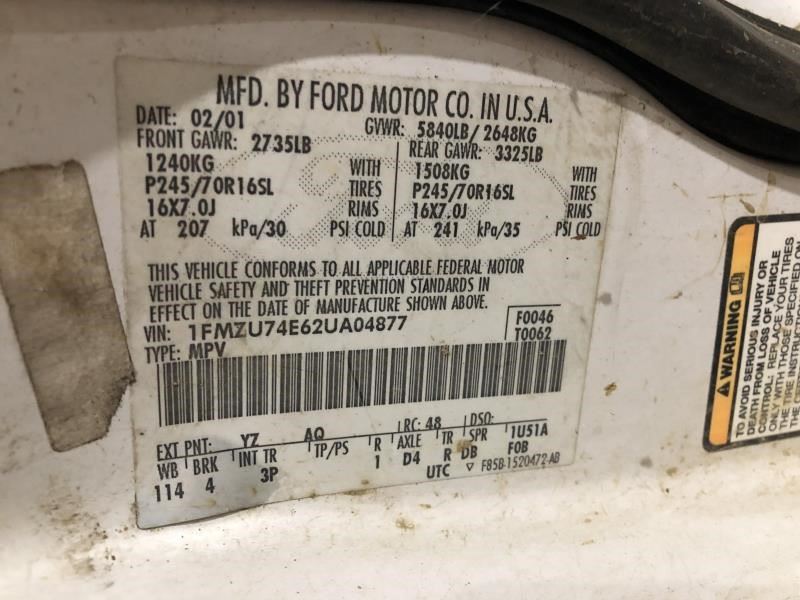 MFD. BY FORD MOTOR CO. IN U.S.A.
DATE: 02/01 GVWR: 5840LB/2648KG
FRONT GAWR: 2735LB REAR GAWR: 3325LB
1240KG WITH 1508KG WITH
P245/70R16SL TIRES P245/70R16SL TIRES
16X7.0J RIMS 16X7.0J RIMS
AT 207 kPa/30 PSI COLD AT 241 kPa/35 PSI COLD
THIS VEHICLE CONFORMS TO ALL APPLICABLE FEDERAL MOTOR
VEHICLE SAFETY AND THEFT PREVENTION STANDARDS IN
EFFECT ON THE DATE OF MANUFACTURE SHOWN ABOVE.
VIN: 1FMZU74E62UA04877 F0046
TYPE: MPV T0062
EXT PNT: YZ AQ RC: 48 DSO:
WB BRK INT TR TP/PS R AXLE TR SPR 1U51A
114 4 3P 1 D4 R DB F0B
UTC ▽ F85B-1520472-AB
WARNING
TO AVOID SERIOUS INJURY OR
DEATH FROM LOSS OF VEHICLE
CONTROL: REPLACE YOUR TIRES
ONLY WITH THOSE SPECIFIED ON
THE TIRE